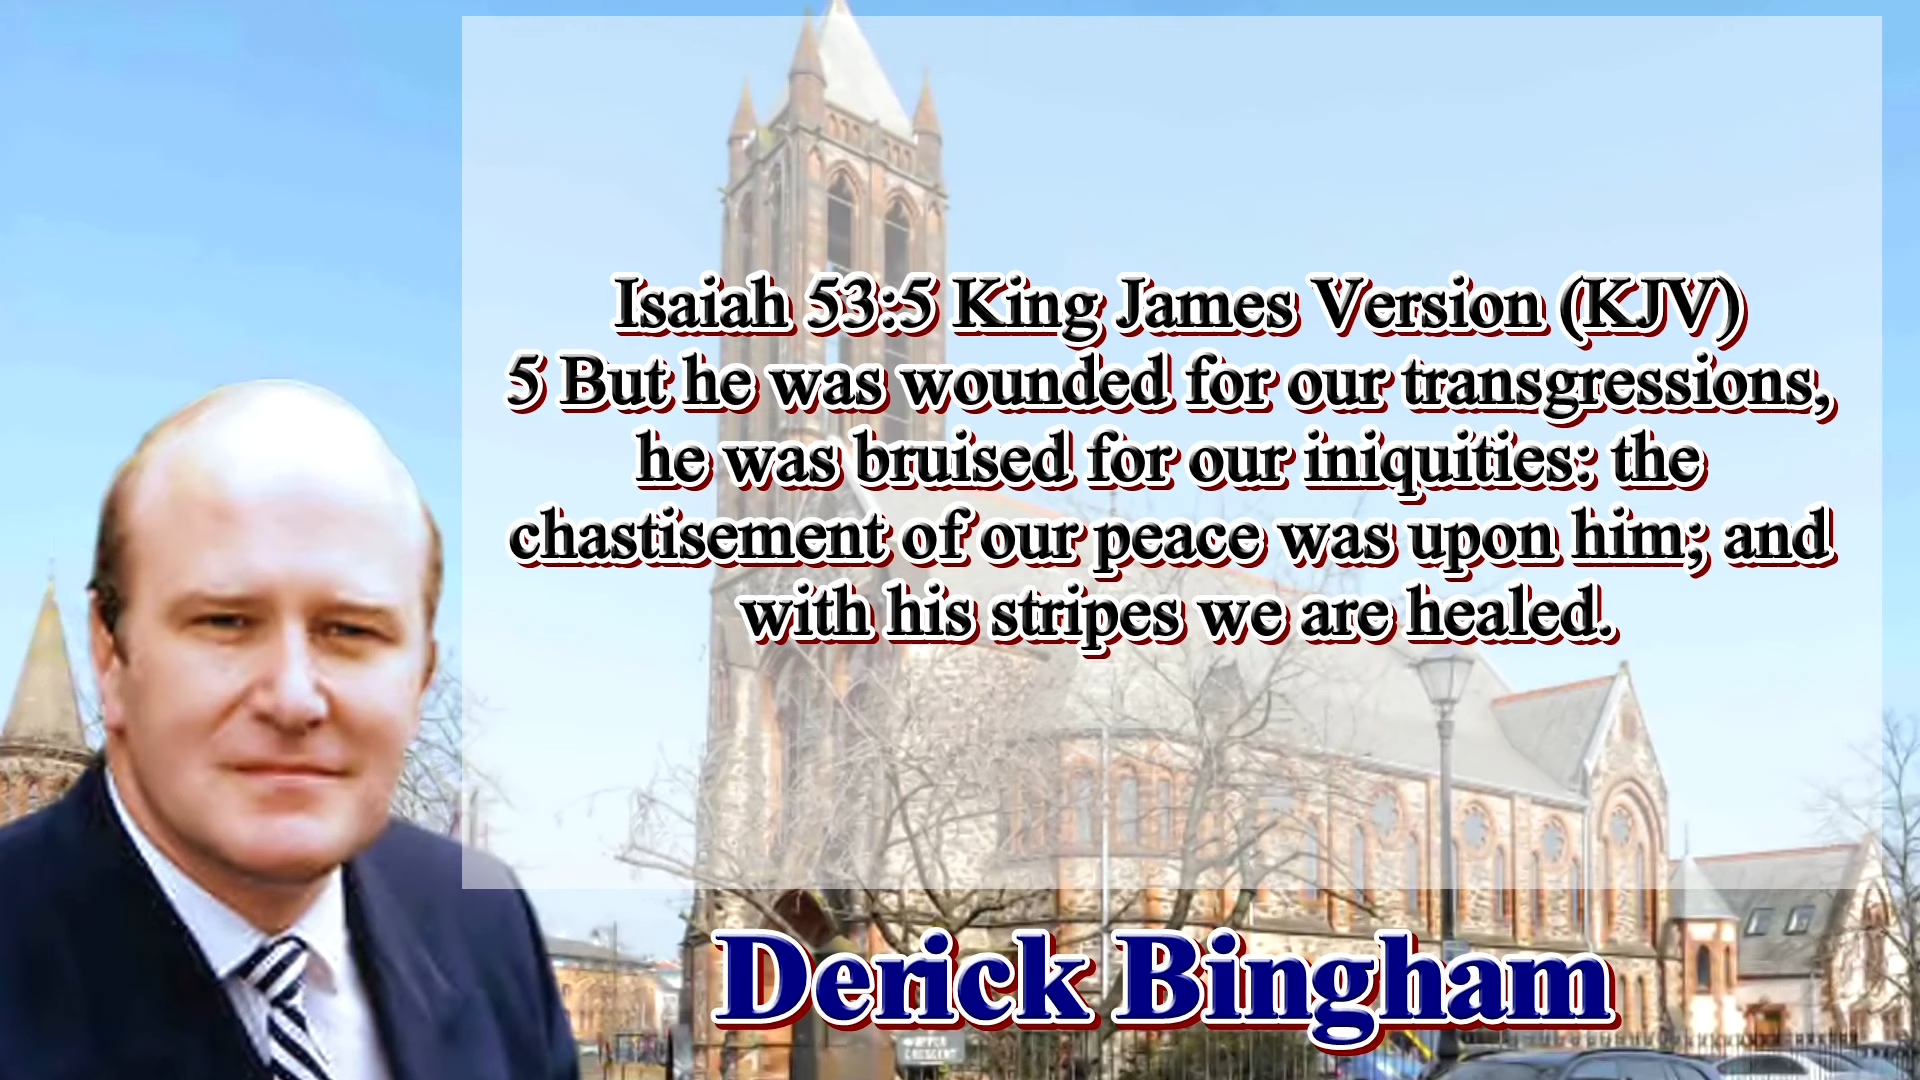 Isaiah 53:5 King James Version (KJV)
5 But he was wounded for our transgressions,
he was bruised for our iniquities: the
chastisement of our peace was upon him; and
with his stripes we are healed.
Derick Bingham
UPPER
CRESCENT